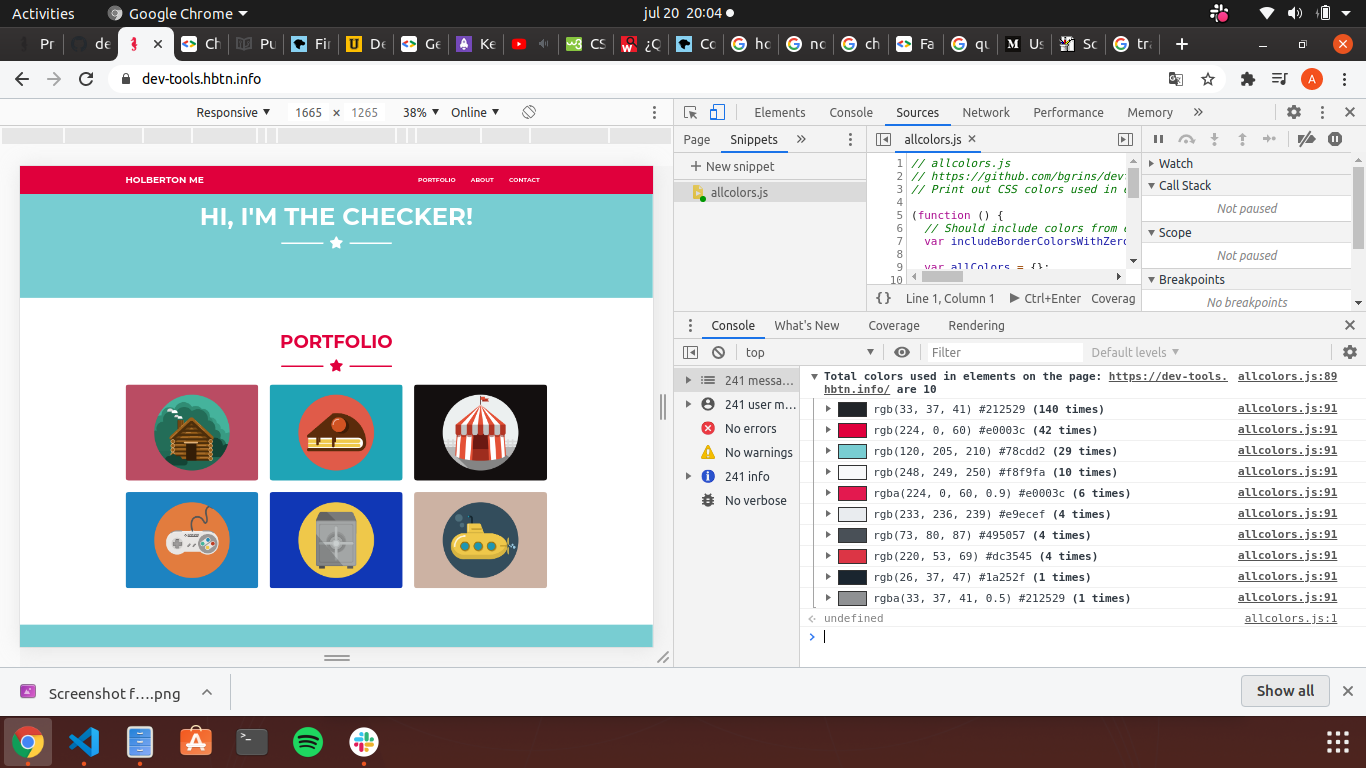 Activities
Google Chrome
jul 20 20:04
Pr
de
Ch
Pu
Fir
De
Ge
Ke
CS
¿Q
Co
ho
no
ch
Fa
qu
Us
Sc
tra
dev-tools.hbtn.info
A
Responsive
1665 × 1265
38%
Online
Elements
Console
Sources
Network
Performance
Memory
Page
Snippets
+ New snippet
allcolors.js
allcolors.js
1 // allcolors.js
2 // https://github.com/bgrins/dev
3 // Print out CSS colors used in
4
5 (function () {
6 // Should include colors from
7 var includeBorderColorsWithZero
8
9 var allColors = {};
10
{} Line 1, Column 1
Ctrl+Enter
Coverag
Watch
Call Stack
Not paused
Scope
Not paused
Breakpoints
No breakpoints
HOLBERTON ME
PORTFOLIO
ABOUT
CONTACT
HI, I'M THE CHECKER!
PORTFOLIO
Console
What's New
Coverage
Rendering
top
Filter
Default levels
241 messa...
241 user m...
No errors
No warnings
241 info
No verbose
Total colors used in elements on the page: https://dev-tools. allcolors.js:89
hbtn.info/ are 10
rgb(33, 37, 41) #212529 (140 times) allcolors.js:91
rgb(224, 0, 60) #e0003c (42 times) allcolors.js:91
rgb(120, 205, 210) #78cdd2 (29 times) allcolors.js:91
rgb(248, 249, 250) #f8f9fa (10 times) allcolors.js:91
rgba(224, 0, 60, 0.9) #e0003c (6 times) allcolors.js:91
rgb(233, 236, 239) #e9ecef (4 times) allcolors.js:91
rgb(73, 80, 87) #495057 (4 times) allcolors.js:91
rgb(220, 53, 69) #dc3545 (4 times) allcolors.js:91
rgb(26, 37, 47) #1a252f (1 times) allcolors.js:91
rgba(33, 37, 41, 0.5) #212529 (1 times) allcolors.js:91
undefined allcolors.js:1
Screenshot f....png
Show all